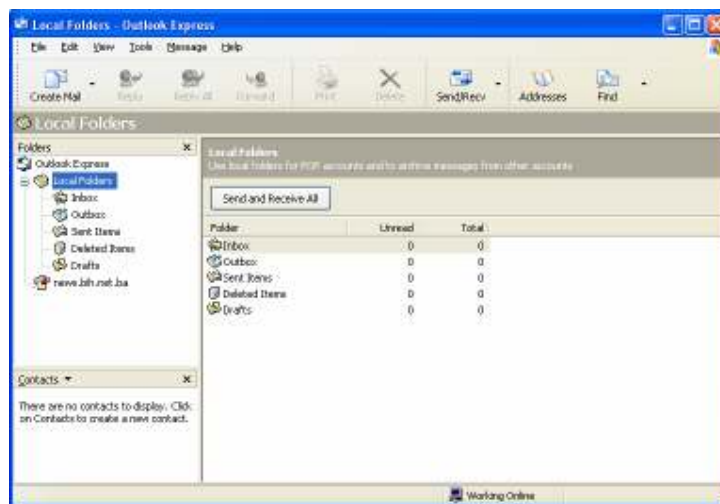 Local Folders - Outlook Express
File Edit View Tools Message Help
Create Mail Reply Reply All Forward Print Delete Send/Recv Addresses Find
Local Folders
Folders
Outlook Express
Local Folders
Inbox
Outbox
Sent Items
Deleted Items
Drafts
news.bih.net.ba
Contacts
There are no contacts to display. Click
on Contacts to create a new contact.
Local Folders
Use local folders for POP accounts and to archive messages from other accounts
Send and Receive All
Folder Unread Total
Inbox 0 0
Outbox 0 0
Sent Items 0 0
Deleted Items 0 0
Drafts 0 0
Working Online